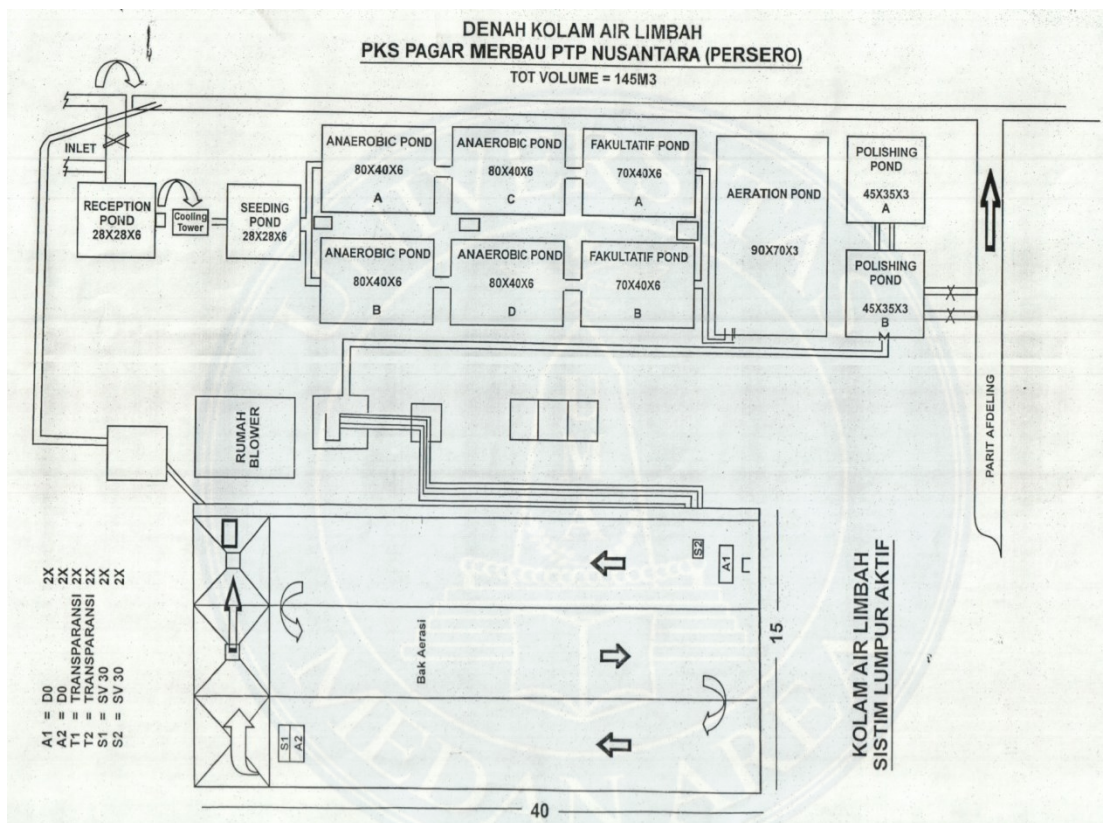 DENAH KOLAM AIR LIMBAH
PKS PAGAR MERBAU PTP NUSANTARA (PERSERO)
TOT VOLUME = 145M3
INLET
RECEPTION
POND
28X28X6
Cooling
Tower
SEEDING
POND
28X28X6
ANAEROBIC POND
80X40X6
A
ANAEROBIC POND
80X40X6
C
FAKULTATIF POND
70X40X6
A
ANAEROBIC POND
80X40X6
B
ANAEROBIC POND
80X40X6
D
FAKULTATIF POND
70X40X6
B
AERATION POND
90X70X3
POLISHING
POND
45X35X3
A
POLISHING
POND
45X35X3
B
PARIT AFDELING
RUMAH
BLOWER
S2
A1
Bak Aerasi
S1
A2
15
40
KOLAM AIR LIMBAH
SISTIM LUMPUR AKTIF
A1 = D0 2X
A2 = D0 2X
T1 = TRANSPARANSI 2X
T2 = TRANSPARANSI 2X
S1 = SV 30 2X
S2 = SV 30 2X
UNIVERSITAS
MEDAN AREA